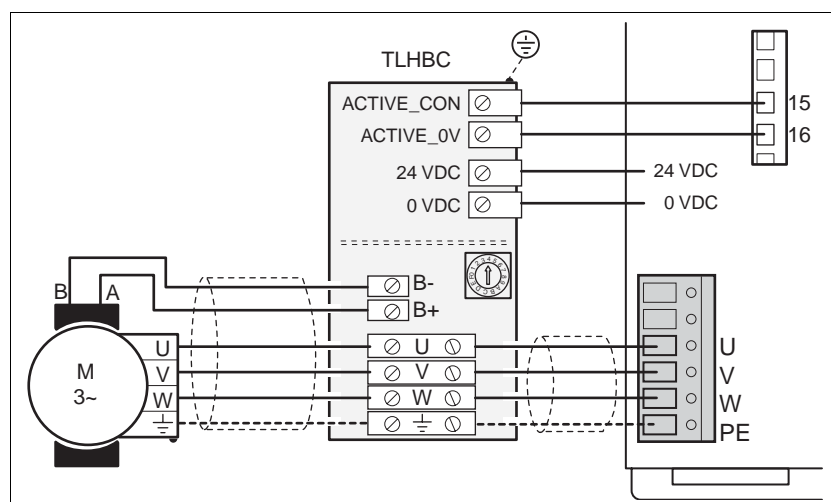 TLHBC
ACTIVE_CON
15
ACTIVE_0V
16
24 VDC
24 VDC
0 VDC
0 VDC
B A
B-
B+
U
U
U
M
3~
V
V
V
W
W
W
PE